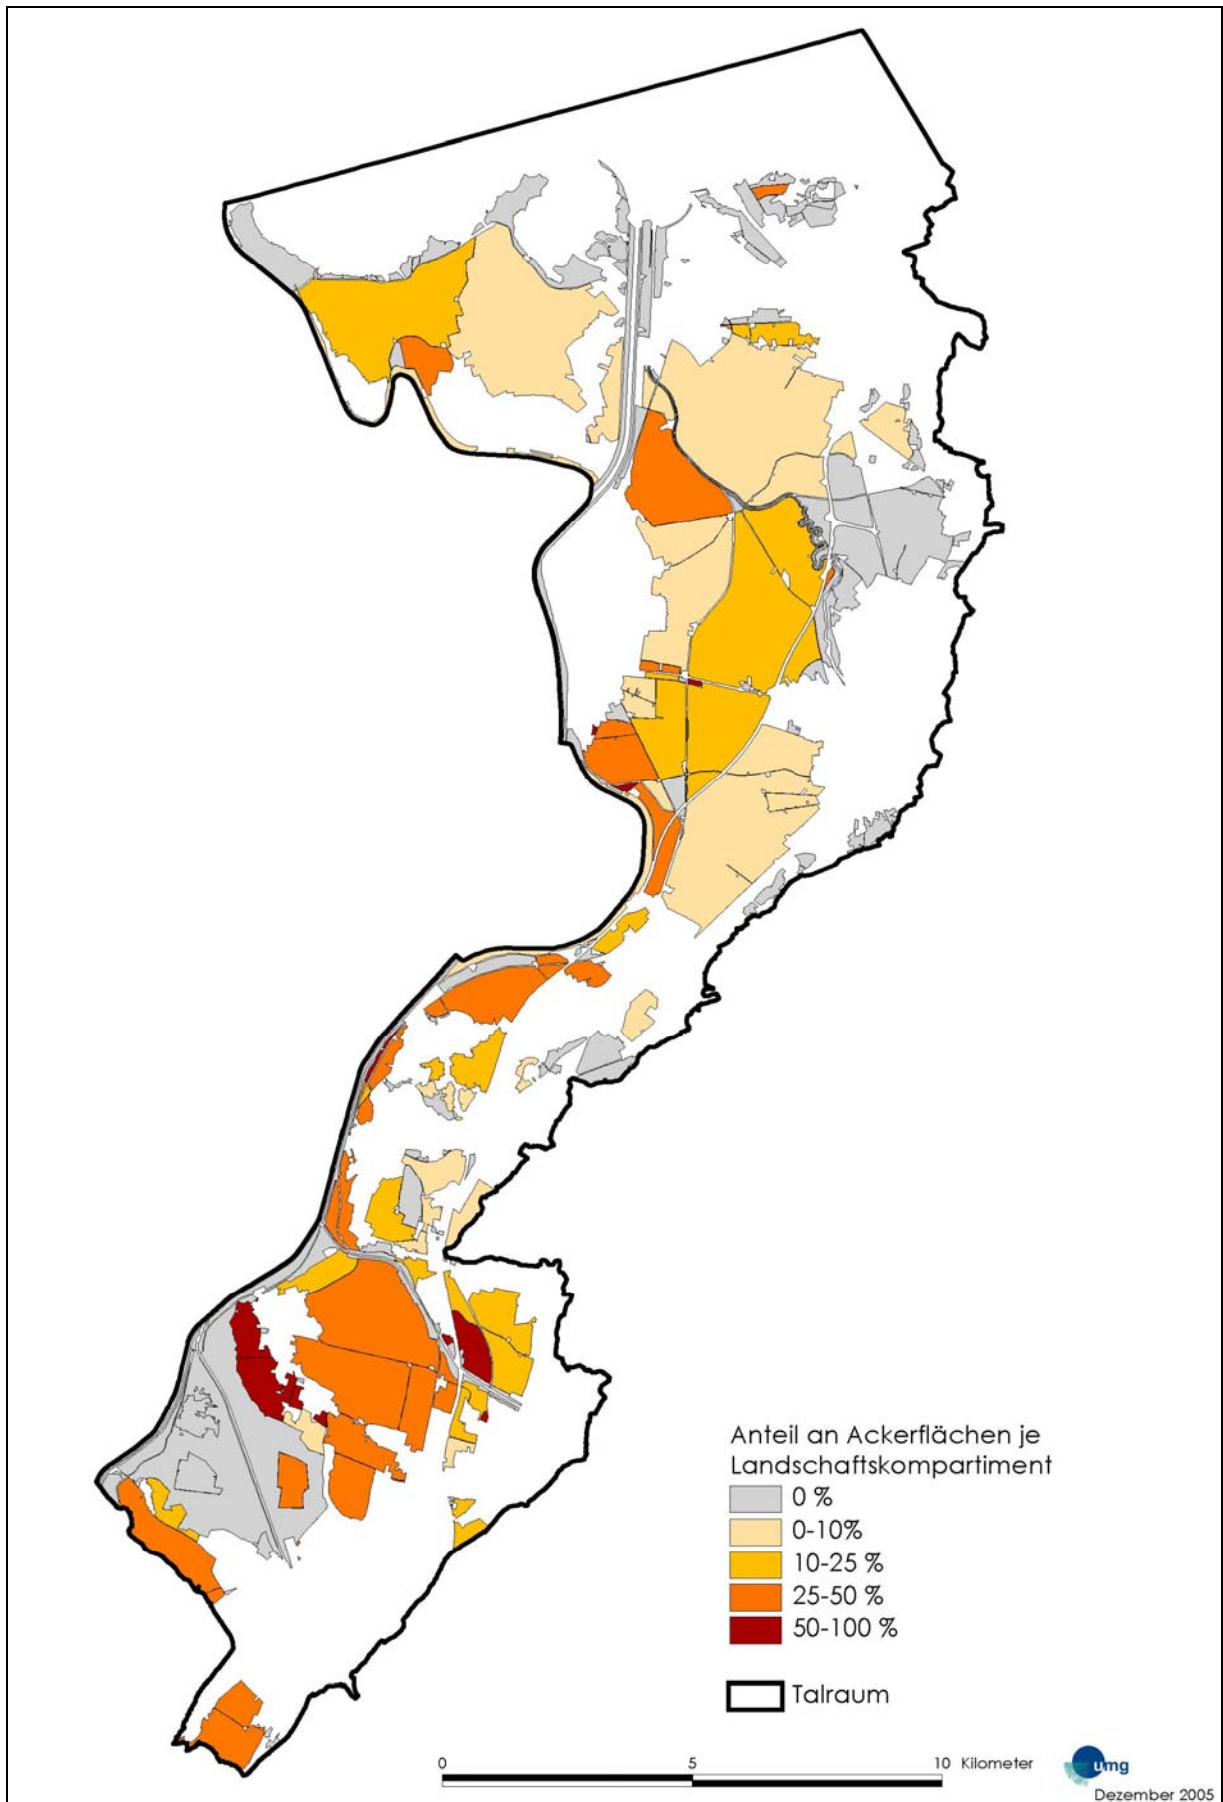 Anteil an Ackerflächen je
Landschaftskompartiment
0 %
0-10%
10-25 %
25-50 %
50-100 %
Talraum
0 5 10 Kilometer
umg
Dezember 2005